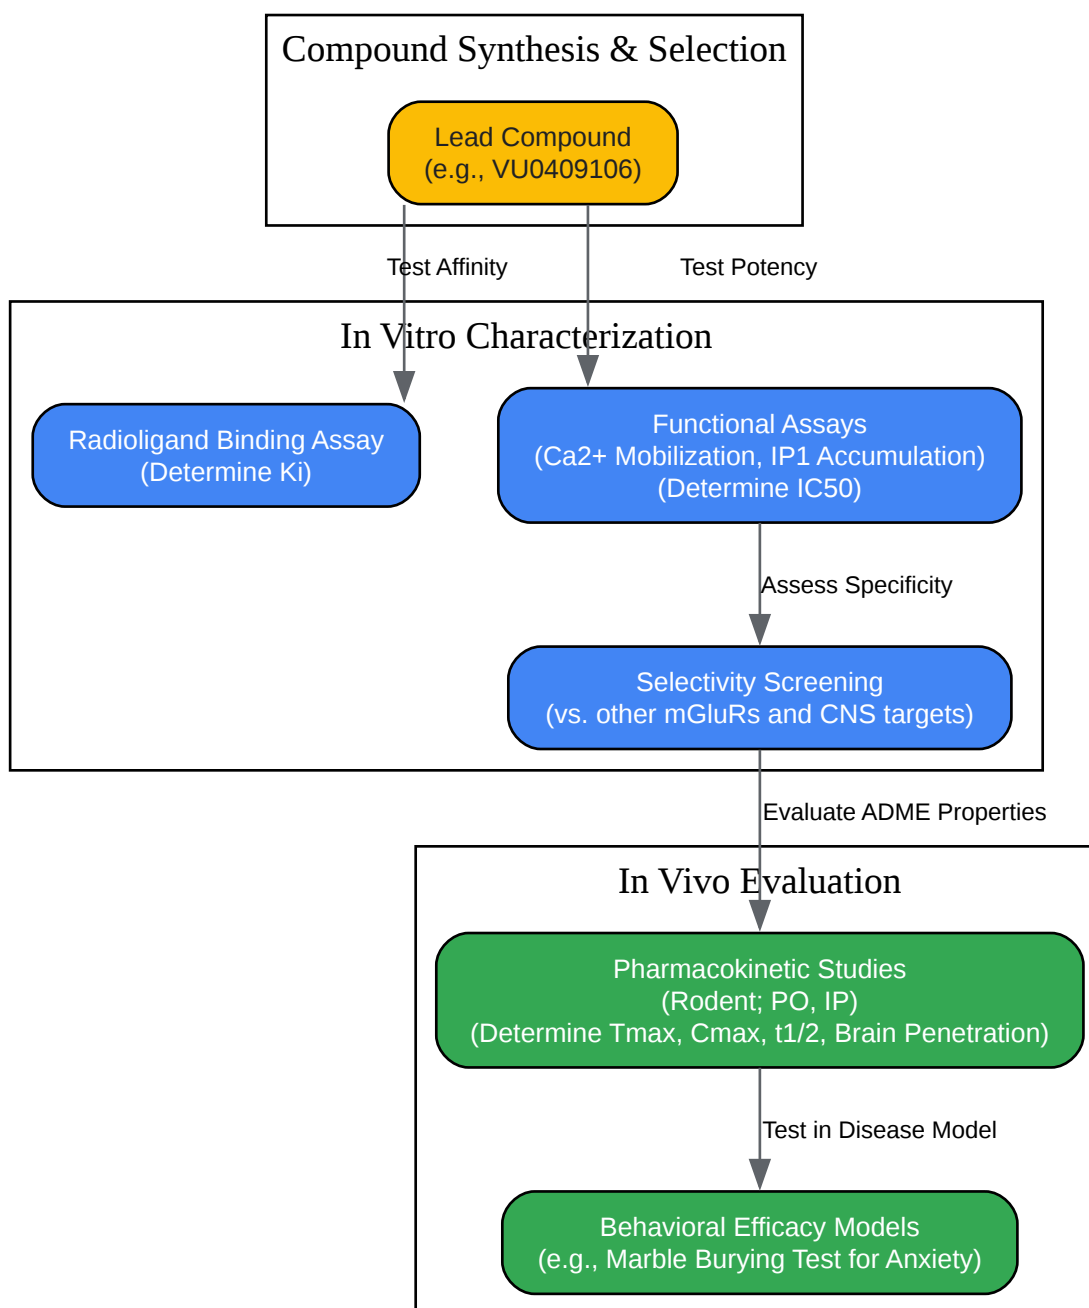 Compound Synthesis & Selection
Lead Compound
(e.g., VU0409106)
Test Affinity
Test Potency
In Vitro Characterization
Radioligand Binding Assay
(Determine Ki)
Functional Assays
(Ca2+ Mobilization, IP1 Accumulation)
(Determine IC50)
Assess Specificity
Selectivity Screening
(vs. other mGluRs and CNS targets)
Evaluate ADME Properties
In Vivo Evaluation
Pharmacokinetic Studies
(Rodent; PO, IP)
(Determine Tmax, Cmax, t1/2, Brain Penetration)
Test in Disease Model
Behavioral Efficacy Models
(e.g., Marble Burying Test for Anxiety)